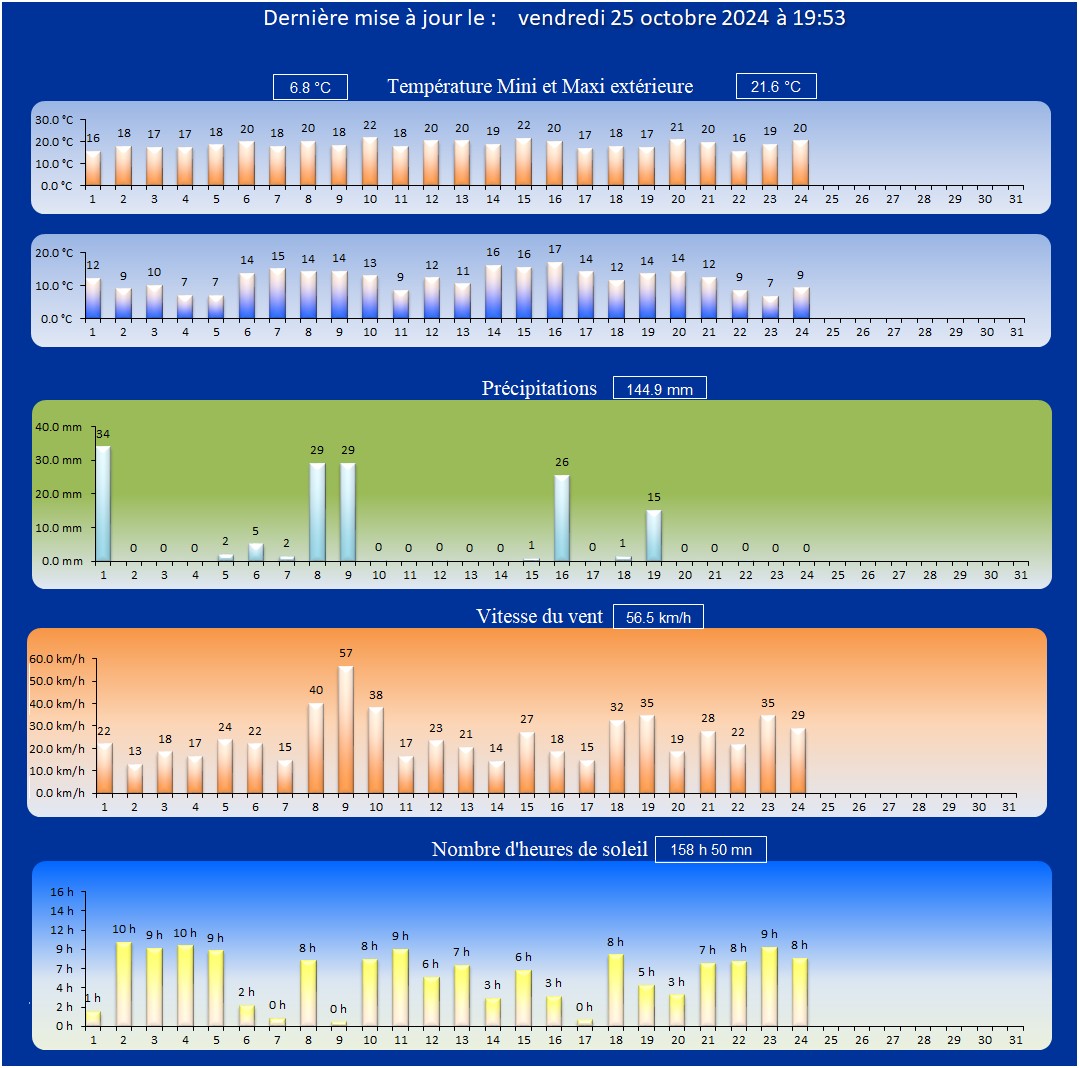 Dernière mise à jour le : vendredi 25 octobre 2024 à 19:53
6.8 °C Température Mini et Maxi extérieure 21.6 °C
30.0 °C
20.0 °C
10.0 °C
0.0 °C
16 18 17 17 18 20 18 20 18 22 18 20 20 19 22 20 17 18 17 21 20 16 19 20
1 2 3 4 5 6 7 8 9 10 11 12 13 14 15 16 17 18 19 20 21 22 23 24 25 26 27 28 29 30 31
20.0 °C
10.0 °C
0.0 °C
12 9 10 7 7 14 15 14 14 13 9 12 11 16 16 17 14 12 14 14 12 9 7 9
1 2 3 4 5 6 7 8 9 10 11 12 13 14 15 16 17 18 19 20 21 22 23 24 25 26 27 28 29 30 31
Précipitations 144.9 mm
40.0 mm
30.0 mm
20.0 mm
10.0 mm
0.0 mm
34 0 0 0 2 5 2 29 29 0 0 0 0 0 1 26 0 1 15 0 0 0 0 0
1 2 3 4 5 6 7 8 9 10 11 12 13 14 15 16 17 18 19 20 21 22 23 24 25 26 27 28 29 30 31
Vitesse du vent 56.5 km/h
60.0 km/h
50.0 km/h
40.0 km/h
30.0 km/h
20.0 km/h
10.0 km/h
0.0 km/h
22 13 18 17 24 22 15 40 57 38 17 23 21 14 27 18 15 32 35 19 28 22 35 29
1 2 3 4 5 6 7 8 9 10 11 12 13 14 15 16 17 18 19 20 21 22 23 24 25 26 27 28 29 30 31
Nombre d'heures de soleil 158 h 50 mn
16 h
14 h
12 h
9 h
7 h
4 h
2 h
0 h
1 h 10 h 9 h 10 h 9 h 2 h 0 h 8 h 0 h 8 h 9 h 6 h 7 h 3 h 6 h 3 h 0 h 8 h 5 h 3 h 7 h 8 h 9 h 8 h
1 2 3 4 5 6 7 8 9 10 11 12 13 14 15 16 17 18 19 20 21 22 23 24 25 26 27 28 29 30 31